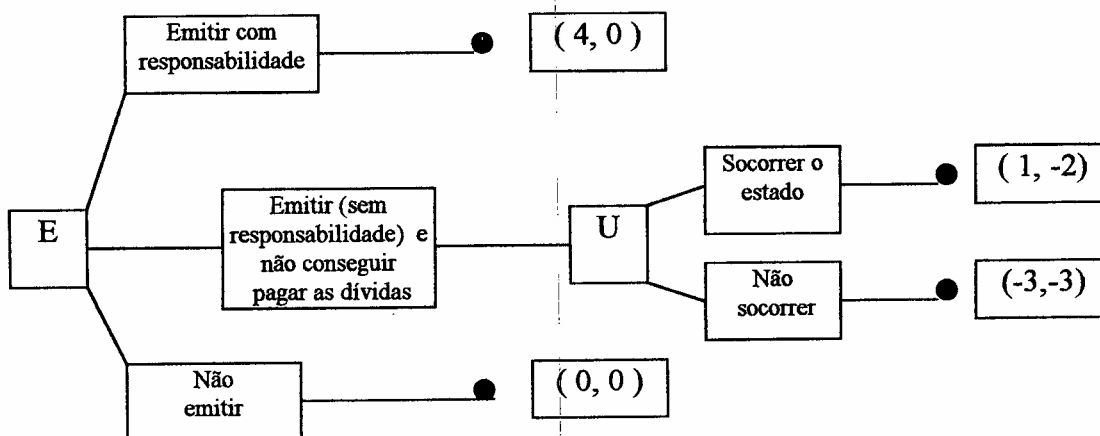 Emitir com
responsabilidade
( 4, 0 )
E
Emitir (sem
responsabilidade) e
não conseguir
pagar as dívidas
U
Socorrer o
estado
( 1, -2)
Não
socorrer
(-3,-3)
Não
emitir
( 0, 0 )